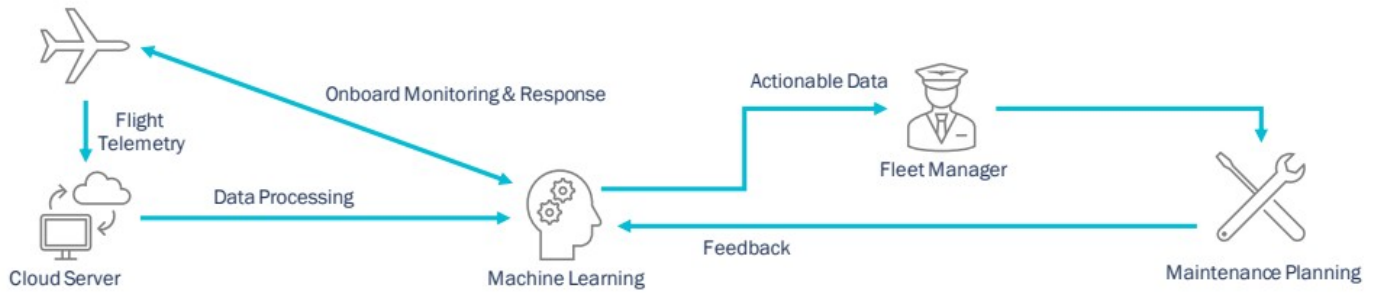 Onboard Monitoring & Response
Actionable Data
Flight
Telemetry
Fleet Manager
Data Processing
Feedback
Cloud Server
Machine Learning
Maintenance Planning